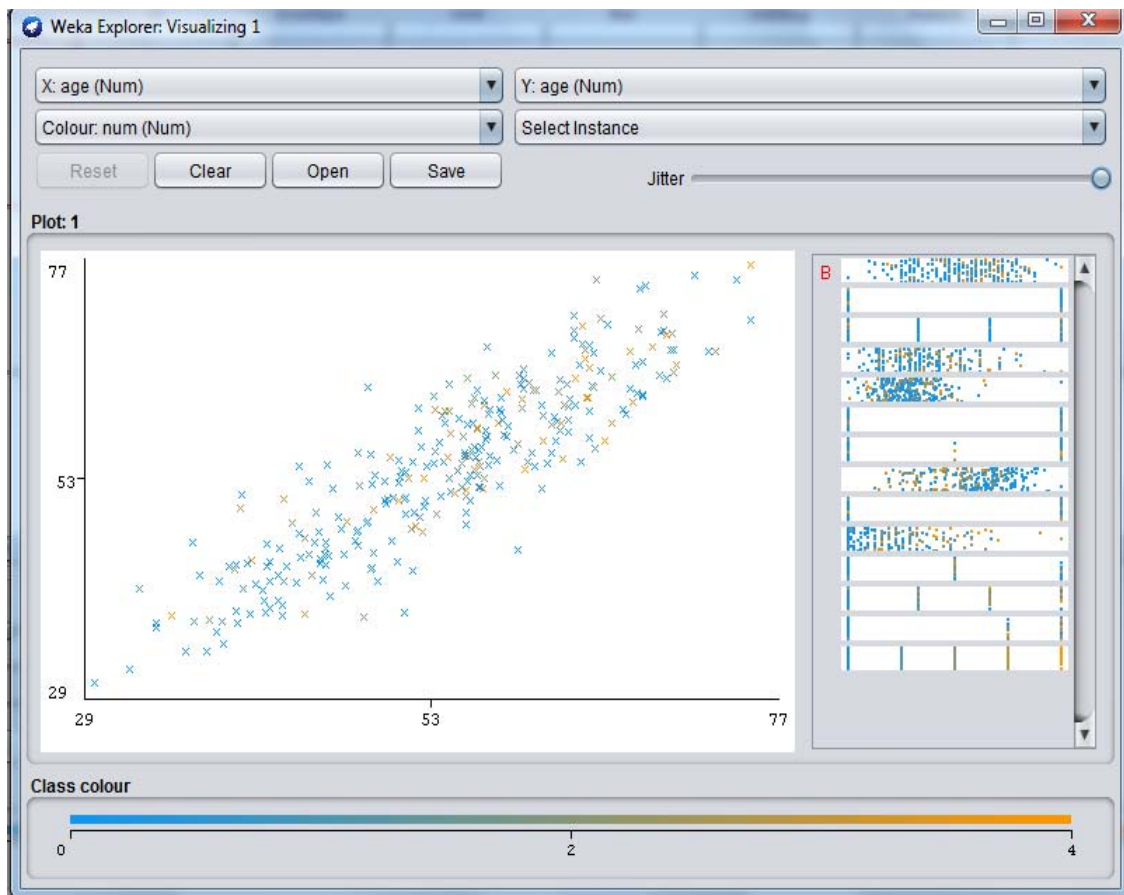 Weka Explorer: Visualizing 1
X: age (Num)
Y: age (Num)
Colour: num (Num)
Select Instance
Reset
Clear
Open
Save
Jitter
Plot: 1
77
53
29
29
53
77
B
Class colour
0
2
4